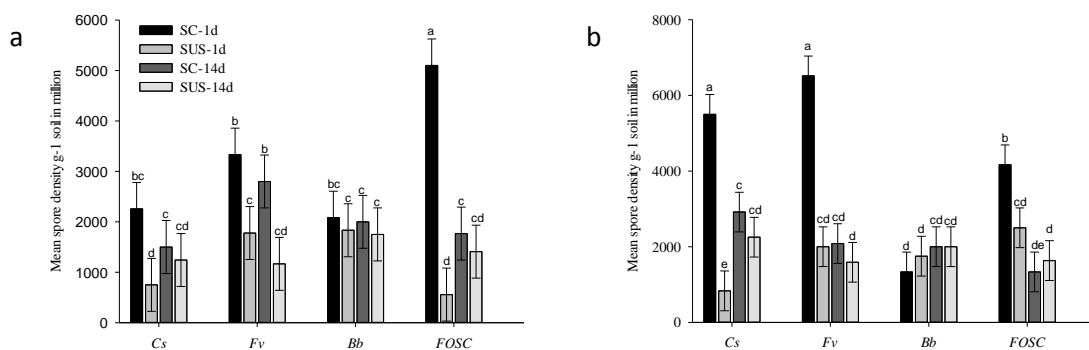 a
Mean spore density g-1 soil in million
6000
5000
4000
3000
2000
1000
0
SC-1d
SUS-1d
SC-14d
SUS-14d
bc
d
c
cd
b
c
b
cd
bc
c
c
cd
a
d
c
cd
Cs
Fv
Bb
FOSC
b
Mean spore density g-1 soil in million
8000
6000
4000
2000
0
a
e
c
cd
a
cd
cd
d
d
d
cd
cd
b
cd
de
d
Cs
Fv
Bb
FOSC